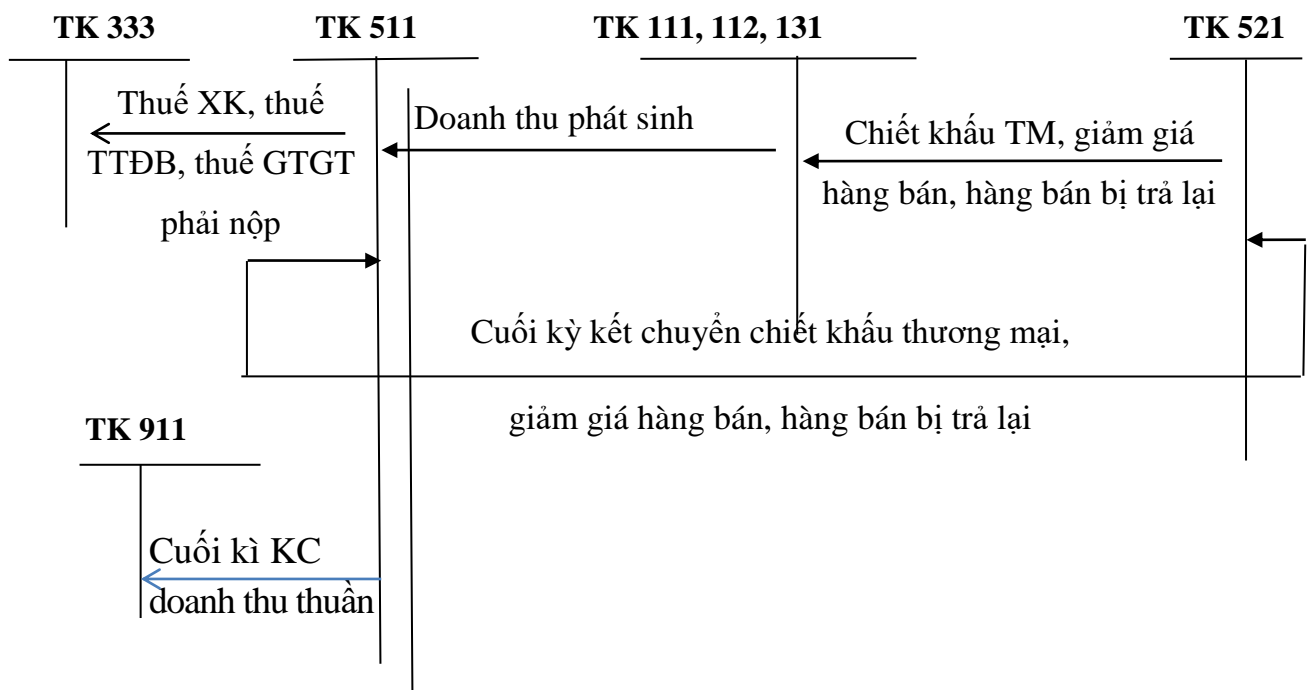 TK 333
TK 511
TK 111, 112, 131
TK 521
Thuế XK, thuế
TTĐB, thuế GTGT
phải nộp
Doanh thu phát sinh
Chiết khấu TM, giảm giá
hàng bán, hàng bán bị trả lại
Cuối kỳ kết chuyển chiết khấu thương mại,
giảm giá hàng bán, hàng bán bị trả lại
TK 911
Cuối kì KC
doanh thu thuần